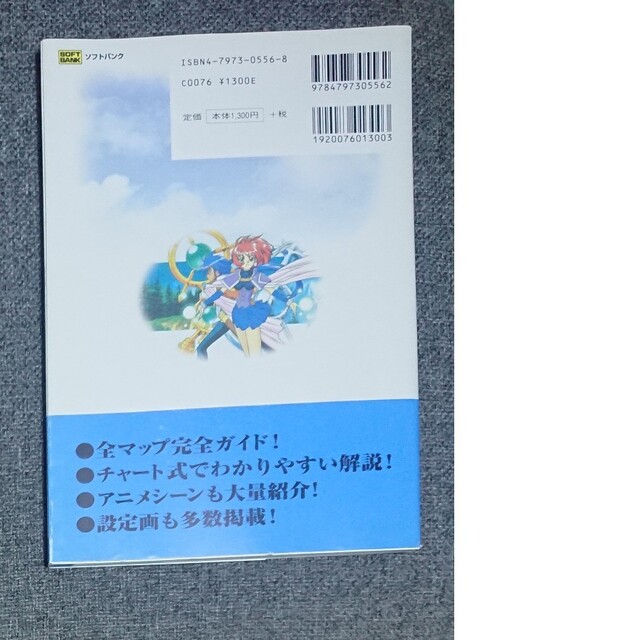 SOFT
BANK
ソフトバンク
ISBN4-7973-0556-8
C0076 ¥1300E
定価 本体1,300円 +税
9784797305562
1920076013003
●全マップ完全ガイド!
●チャート式でわかりやすい解説!
●アニメシーンも大量紹介!
●設定画も多数掲載!